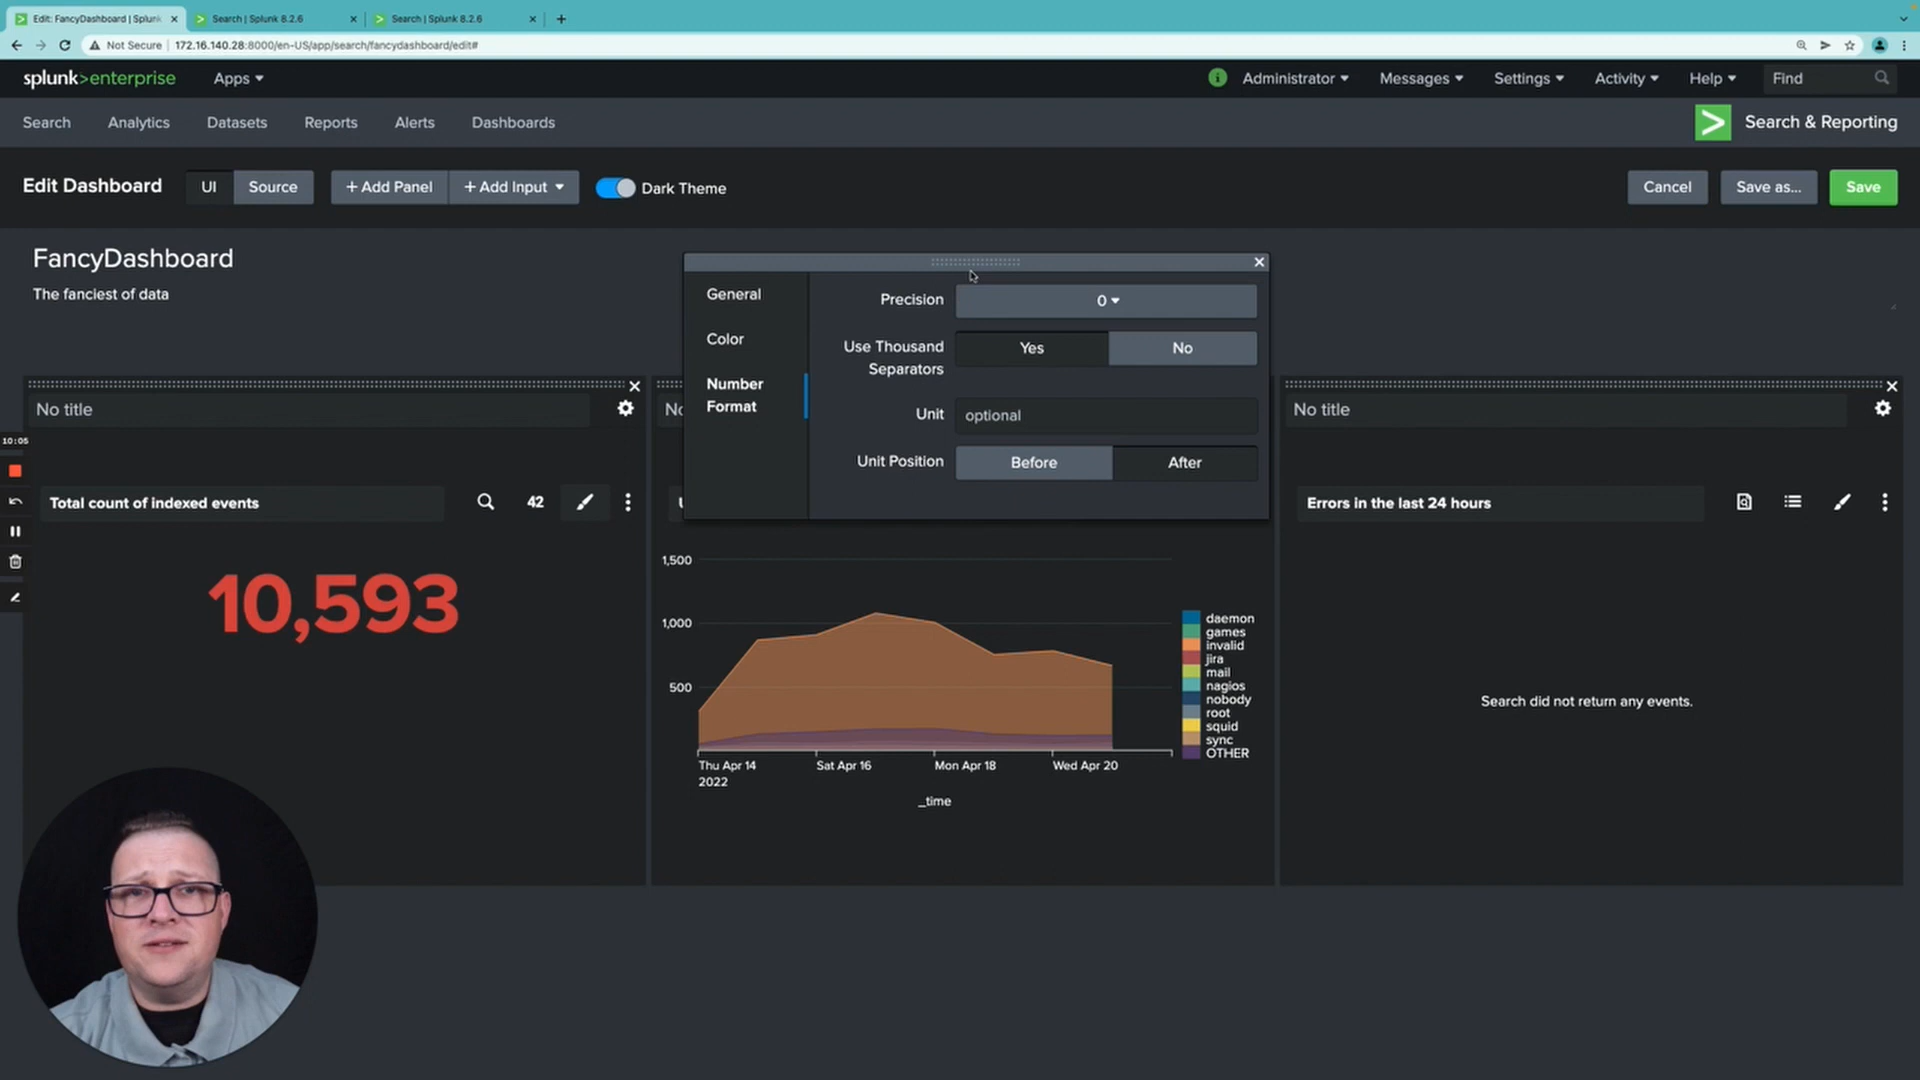 Edit: FancyDashboard | Splunk
Search | Splunk 8.2.6
Search | Splunk 8.2.6
Not Secure | 172.16.140.28:8000/en-US/app/search/fancydashboard/edit#
splunk>enterprise
Apps
Administrator
Messages
Settings
Activity
Help
Find
Search
Analytics
Datasets
Reports
Alerts
Dashboards
Search & Reporting
Edit Dashboard
UI
Source
+ Add Panel
+ Add Input
Dark Theme
Cancel
Save as...
Save
FancyDashboard
The fanciest of data
General
Color
Number
Format
Precision
0
Use Thousand
Separators
Yes
No
Unit
optional
Unit Position
Before
After
No title
No
No title
10:05
Total count of indexed events
42
Errors in the last 24 hours
10,593
1,500
1,000
500
Thu Apr 14
2022
Sat Apr 16
Mon Apr 18
Wed Apr 20
_time
daemon
games
invalid
jira
mail
nagios
nobody
root
squid
sync
OTHER
Search did not return any events.